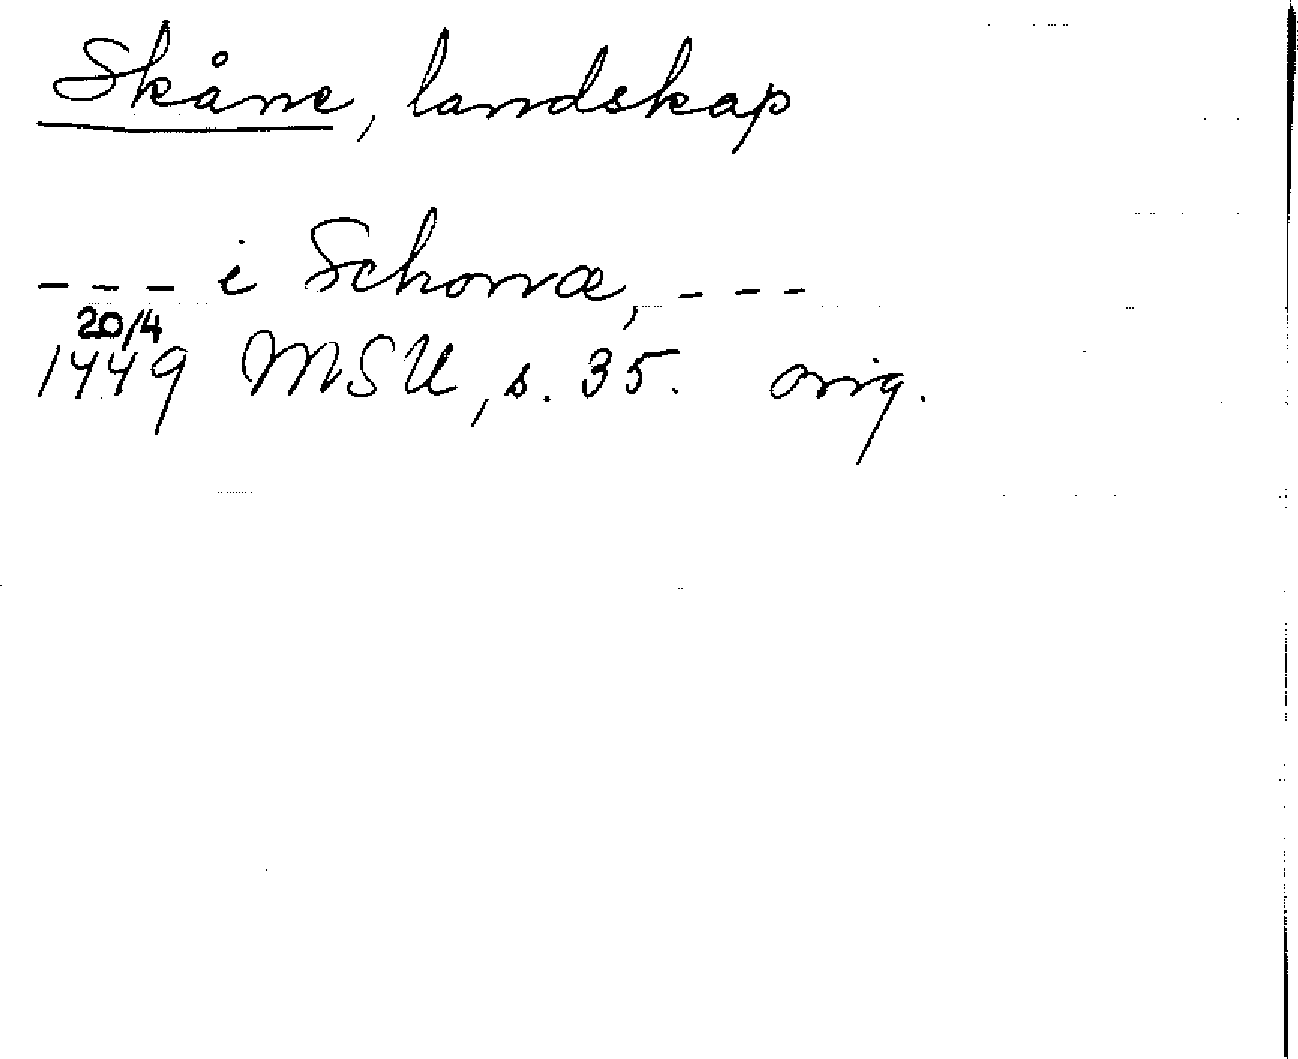 Skåne, landskap
--- i Schonæ, ---
20/4
1449 MSU, s. 35. orig.